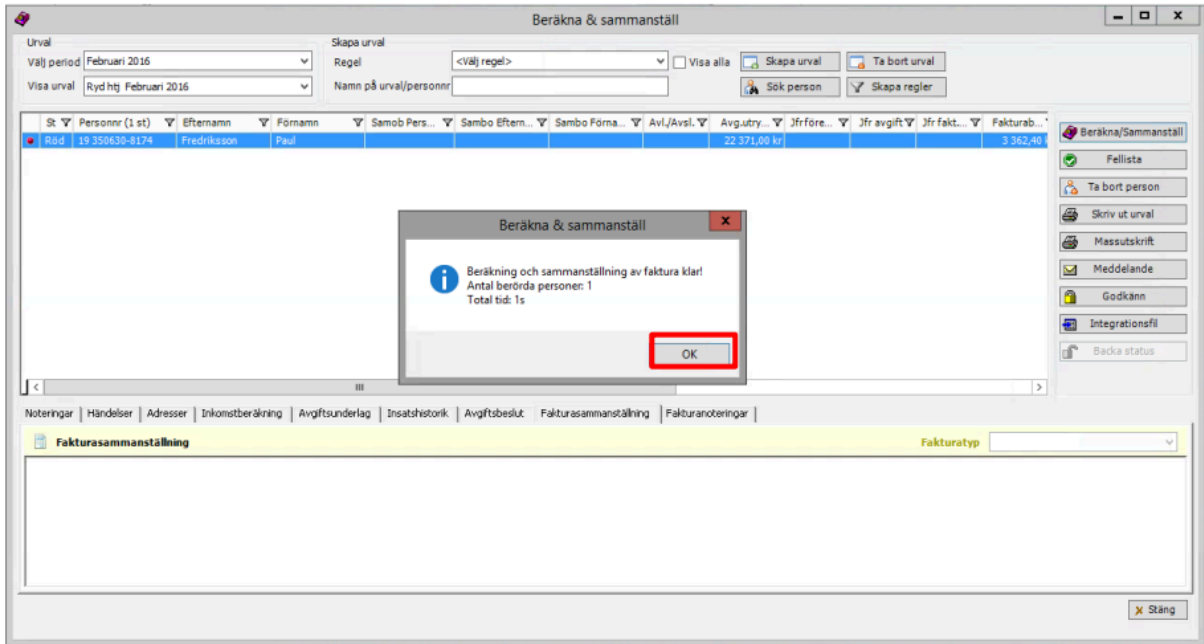 Beräkna & sammanställ
Urval
Välj period Februari 2016
Visa urval Ryd htj Februari 2016
Skapa urval
Regel <Välj regel> Visa alla Skapa urval Ta bort urval
Namn på urval/personnr Sök person Skapa regler
St Personnr (1 st) Efternamn Förnamn Samob Pers... Sambo Eftern... Sambo Förna... Avl./Avsl. Avg.utry... Jfr före... Jfr avgift Jfr fakt... Fakturab...
Röd 19 350630-8174 Fredriksson Paul 22 371,00 kr 3 362,40
Beräkna/Sammanställ
Fellista
Ta bort person
Skriv ut urval
Massutskrift
Meddelande
Godkänn
Integrationsfil
Backa status
Beräkna & sammanställ
Beräkning och sammanställning av faktura klar!
Antal berörda personer: 1
Total tid: 1s
OK
Noteringar Händelser Adresser Inkomstberäkning Avgiftsunderlag Insatshistorik Avgiftsbeslut Fakturasammanställning Fakturanoteringar
Fakturasammanställning Fakturatyp
Stäng